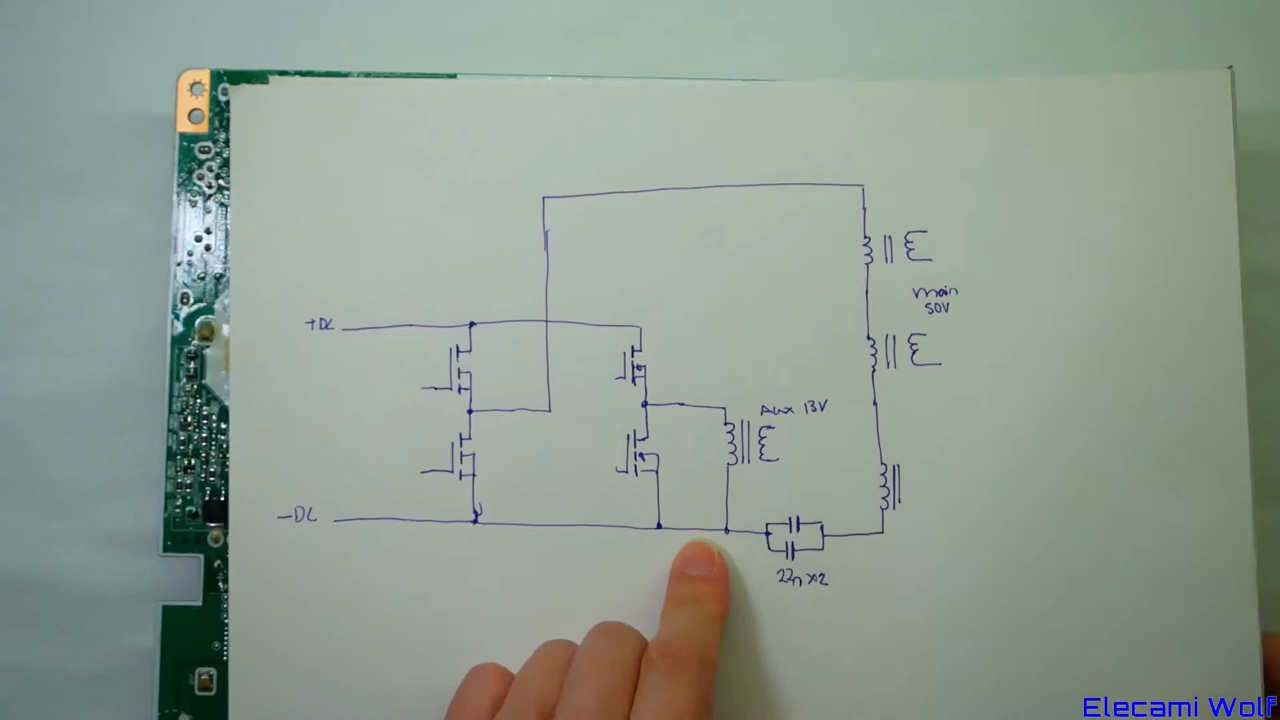 main
50V
+DC
Aux 13V
-DC
22n x2
Elecami Wolf